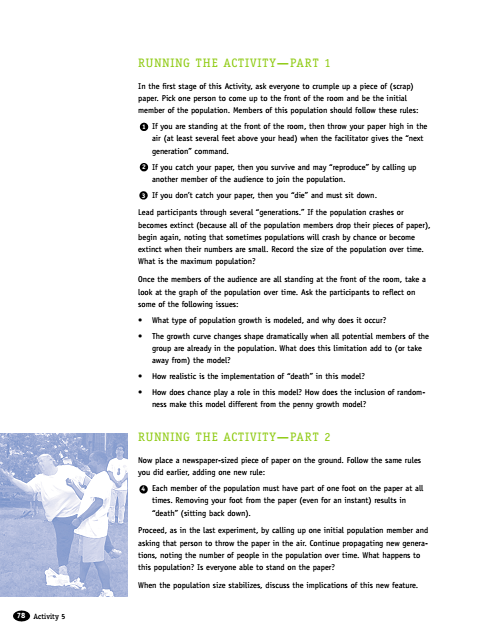 RUNNING THE ACTIVITY—PART 1
In the first stage of this Activity, ask everyone to crumple up a piece of (scrap)
paper. Pick one person to come up to the front of the room and be the initial
member of the population. Members of this population should follow these rules:
1 If you are standing at the front of the room, then throw your paper high in the
air (at least several feet above your head) when the facilitator gives the “next
generation” command.
2 If you catch your paper, then you survive and may “reproduce” by calling up
another member of the audience to join the population.
3 If you don’t catch your paper, then you “die” and must sit down.
Lead participants through several “generations.” If the population crashes or
becomes extinct (because all of the population members drop their pieces of paper),
begin again, noting that sometimes populations will crash by chance or become
extinct when their numbers are small. Record the size of the population over time.
What is the maximum population?
Once the members of the audience are all standing at the front of the room, take a
look at the graph of the population over time. Ask the participants to reflect on
some of the following issues:
• What type of population growth is modeled, and why does it occur?
• The growth curve changes shape dramatically when all potential members of the
group are already in the population. What does this limitation add to (or take
away from) the model?
• How realistic is the implementation of “death” in this model?
• How does chance play a role in this model? How does the inclusion of random-
ness make this model different from the penny growth model?
RUNNING THE ACTIVITY—PART 2
Now place a newspaper-sized piece of paper on the ground. Follow the same rules
you did earlier, adding one new rule:
4 Each member of the population must have part of one foot on the paper at all
times. Removing your foot from the paper (even for an instant) results in
“death” (sitting back down).
Proceed, as in the last experiment, by calling up one initial population member and
asking that person to throw the paper in the air. Continue propagating new genera-
tions, noting the number of people in the population over time. What happens to
this population? Is everyone able to stand on the paper?
When the population size stabilizes, discuss the implications of this new feature.
78 Activity 5